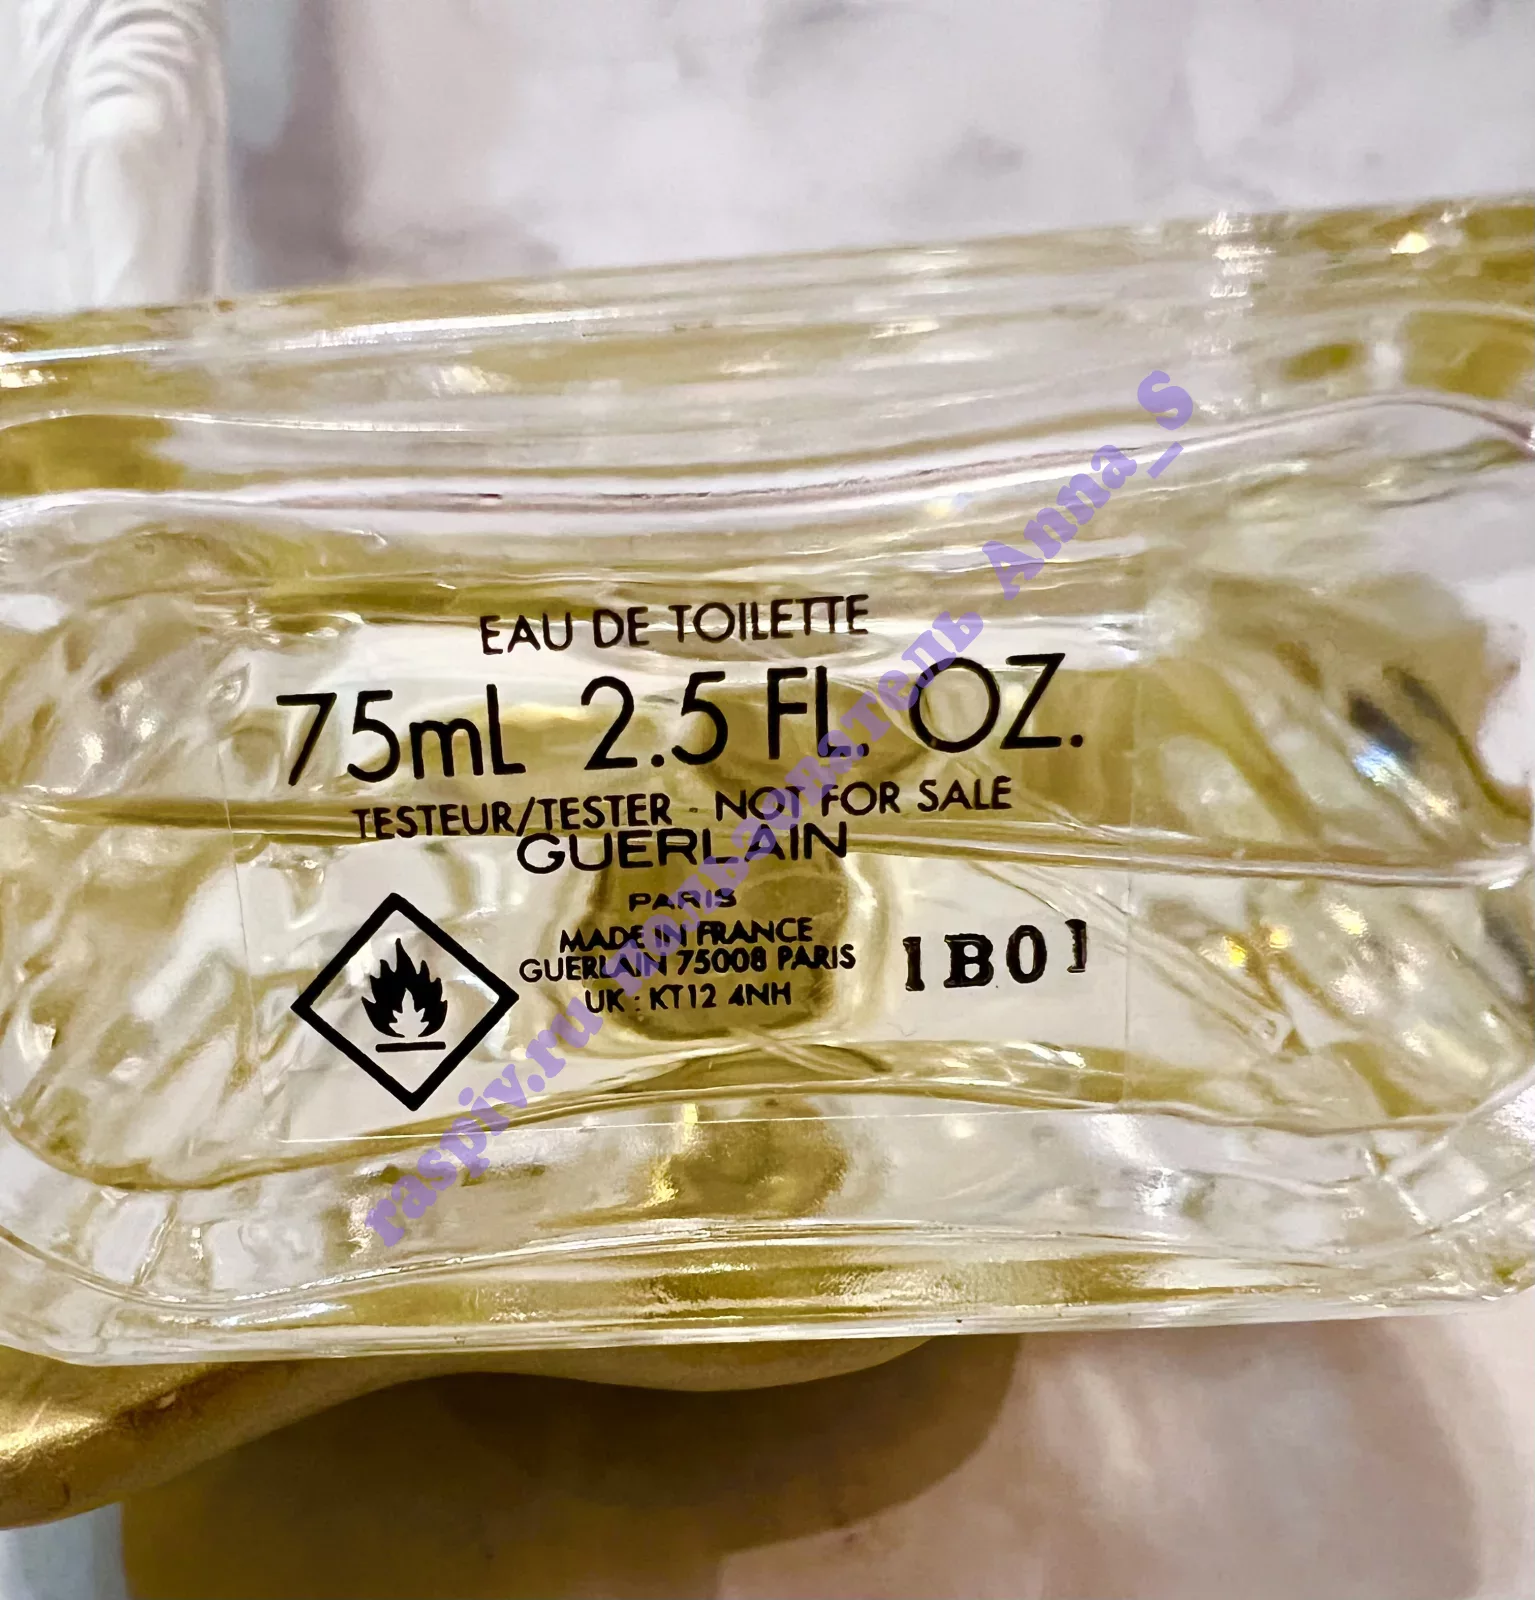 EAU DE TOILETTE
75mL 2.5 FL. OZ.
TESTEUR/TESTER - NOT FOR SALE
GUERLAIN
PARIS
MADE IN FRANCE
GUERLAIN 75008 PARIS
UK : KT12 4NH
1B01
raspiv.ru пользователь Anna_S